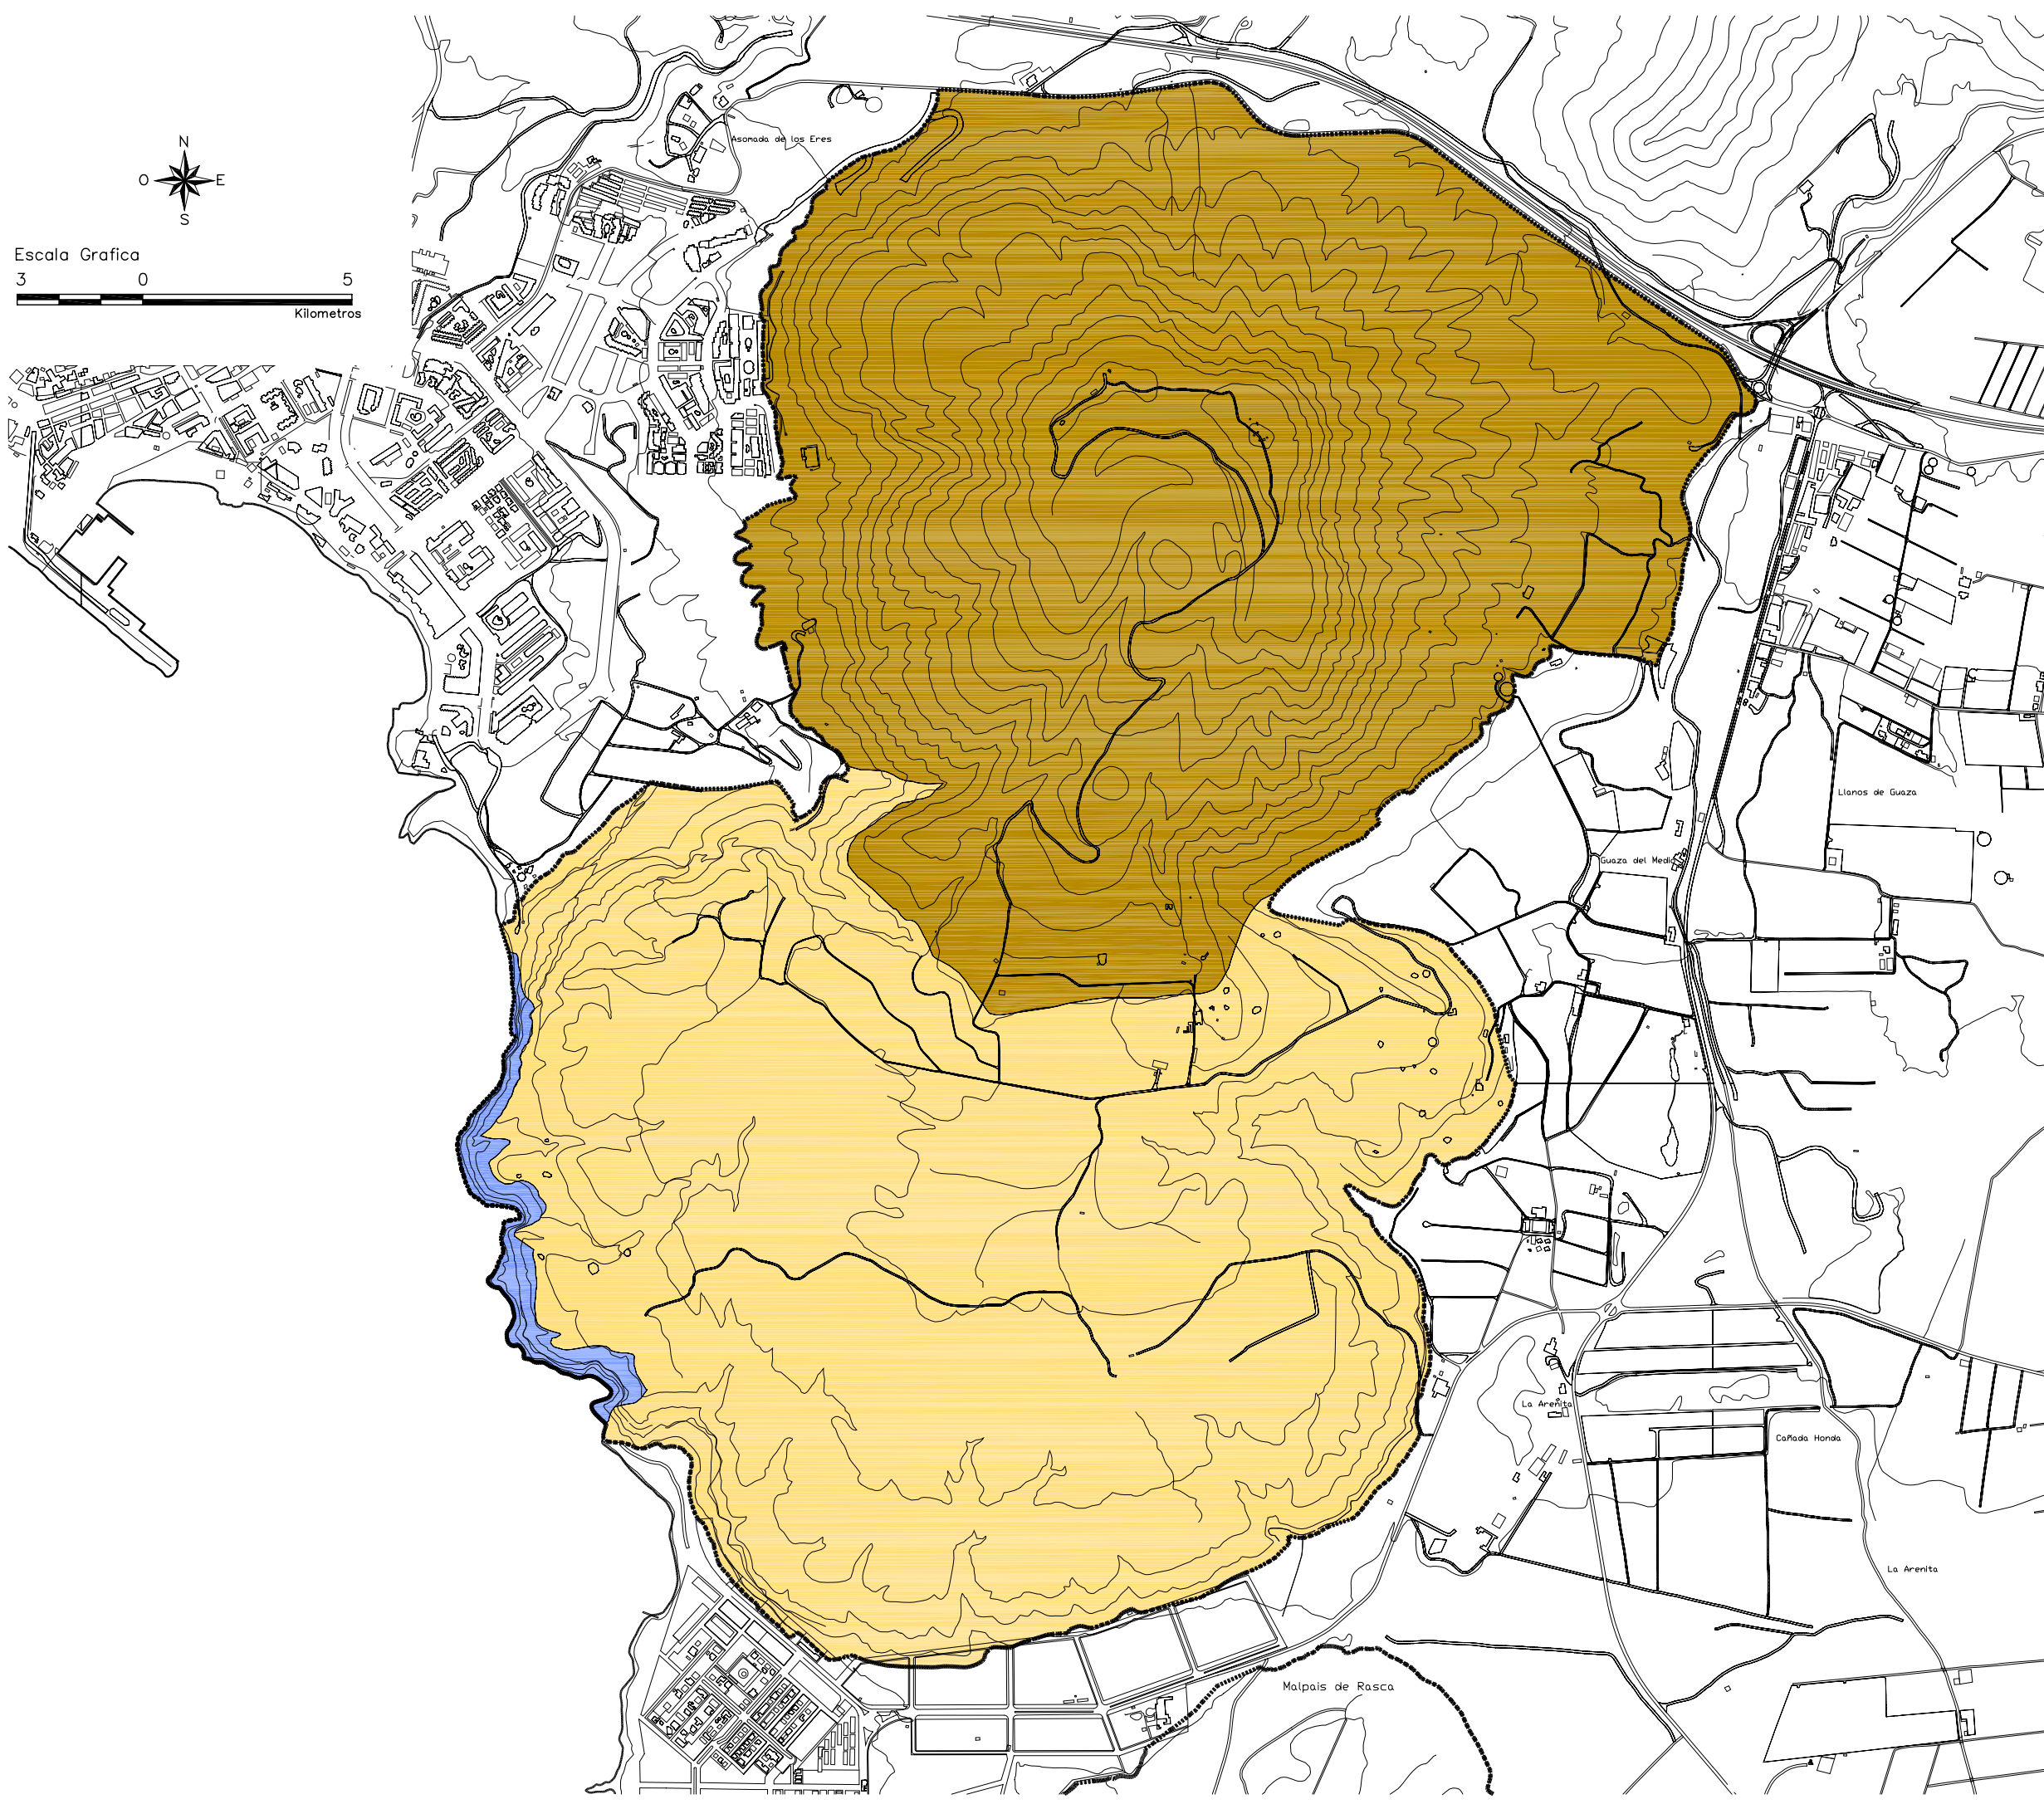 N
O E
S
Escala Grafica
3 0 5
Kilometros
Asomada de los Eres
Llanos de Guaza
Guaza del Medio
La Arenita
Cañada Honda
La Arenita
Malpais de Rasca